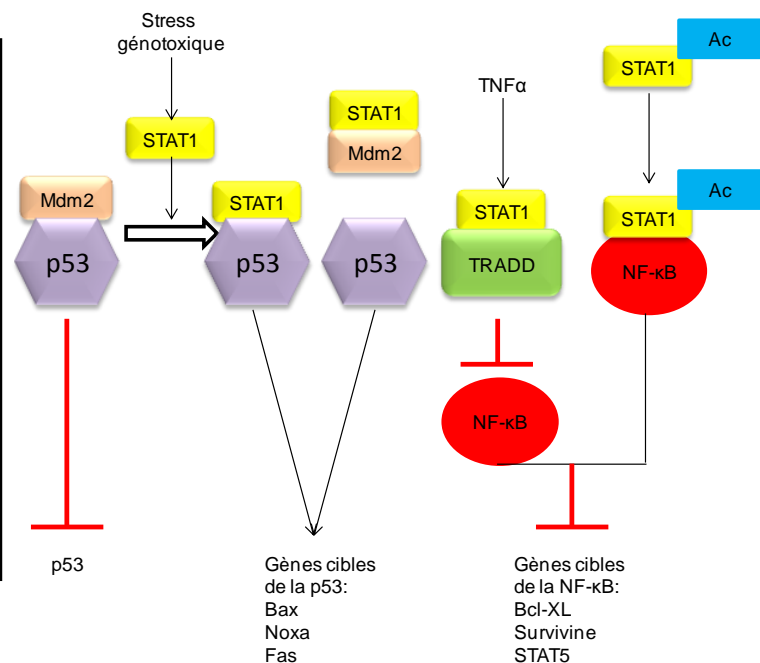 Stress
génotoxique
STAT1
Mdm2
p53
STAT1
p53
STAT1
Mdm2
p53
TNFα
STAT1
TRADD
NF-κB
STAT1
Ac
STAT1
Ac
NF-κB
p53
Gènes cibles
de la p53:
Bax
Noxa
Fas
Gènes cibles
de la NF-κB:
Bcl-XL
Survivine
STAT5